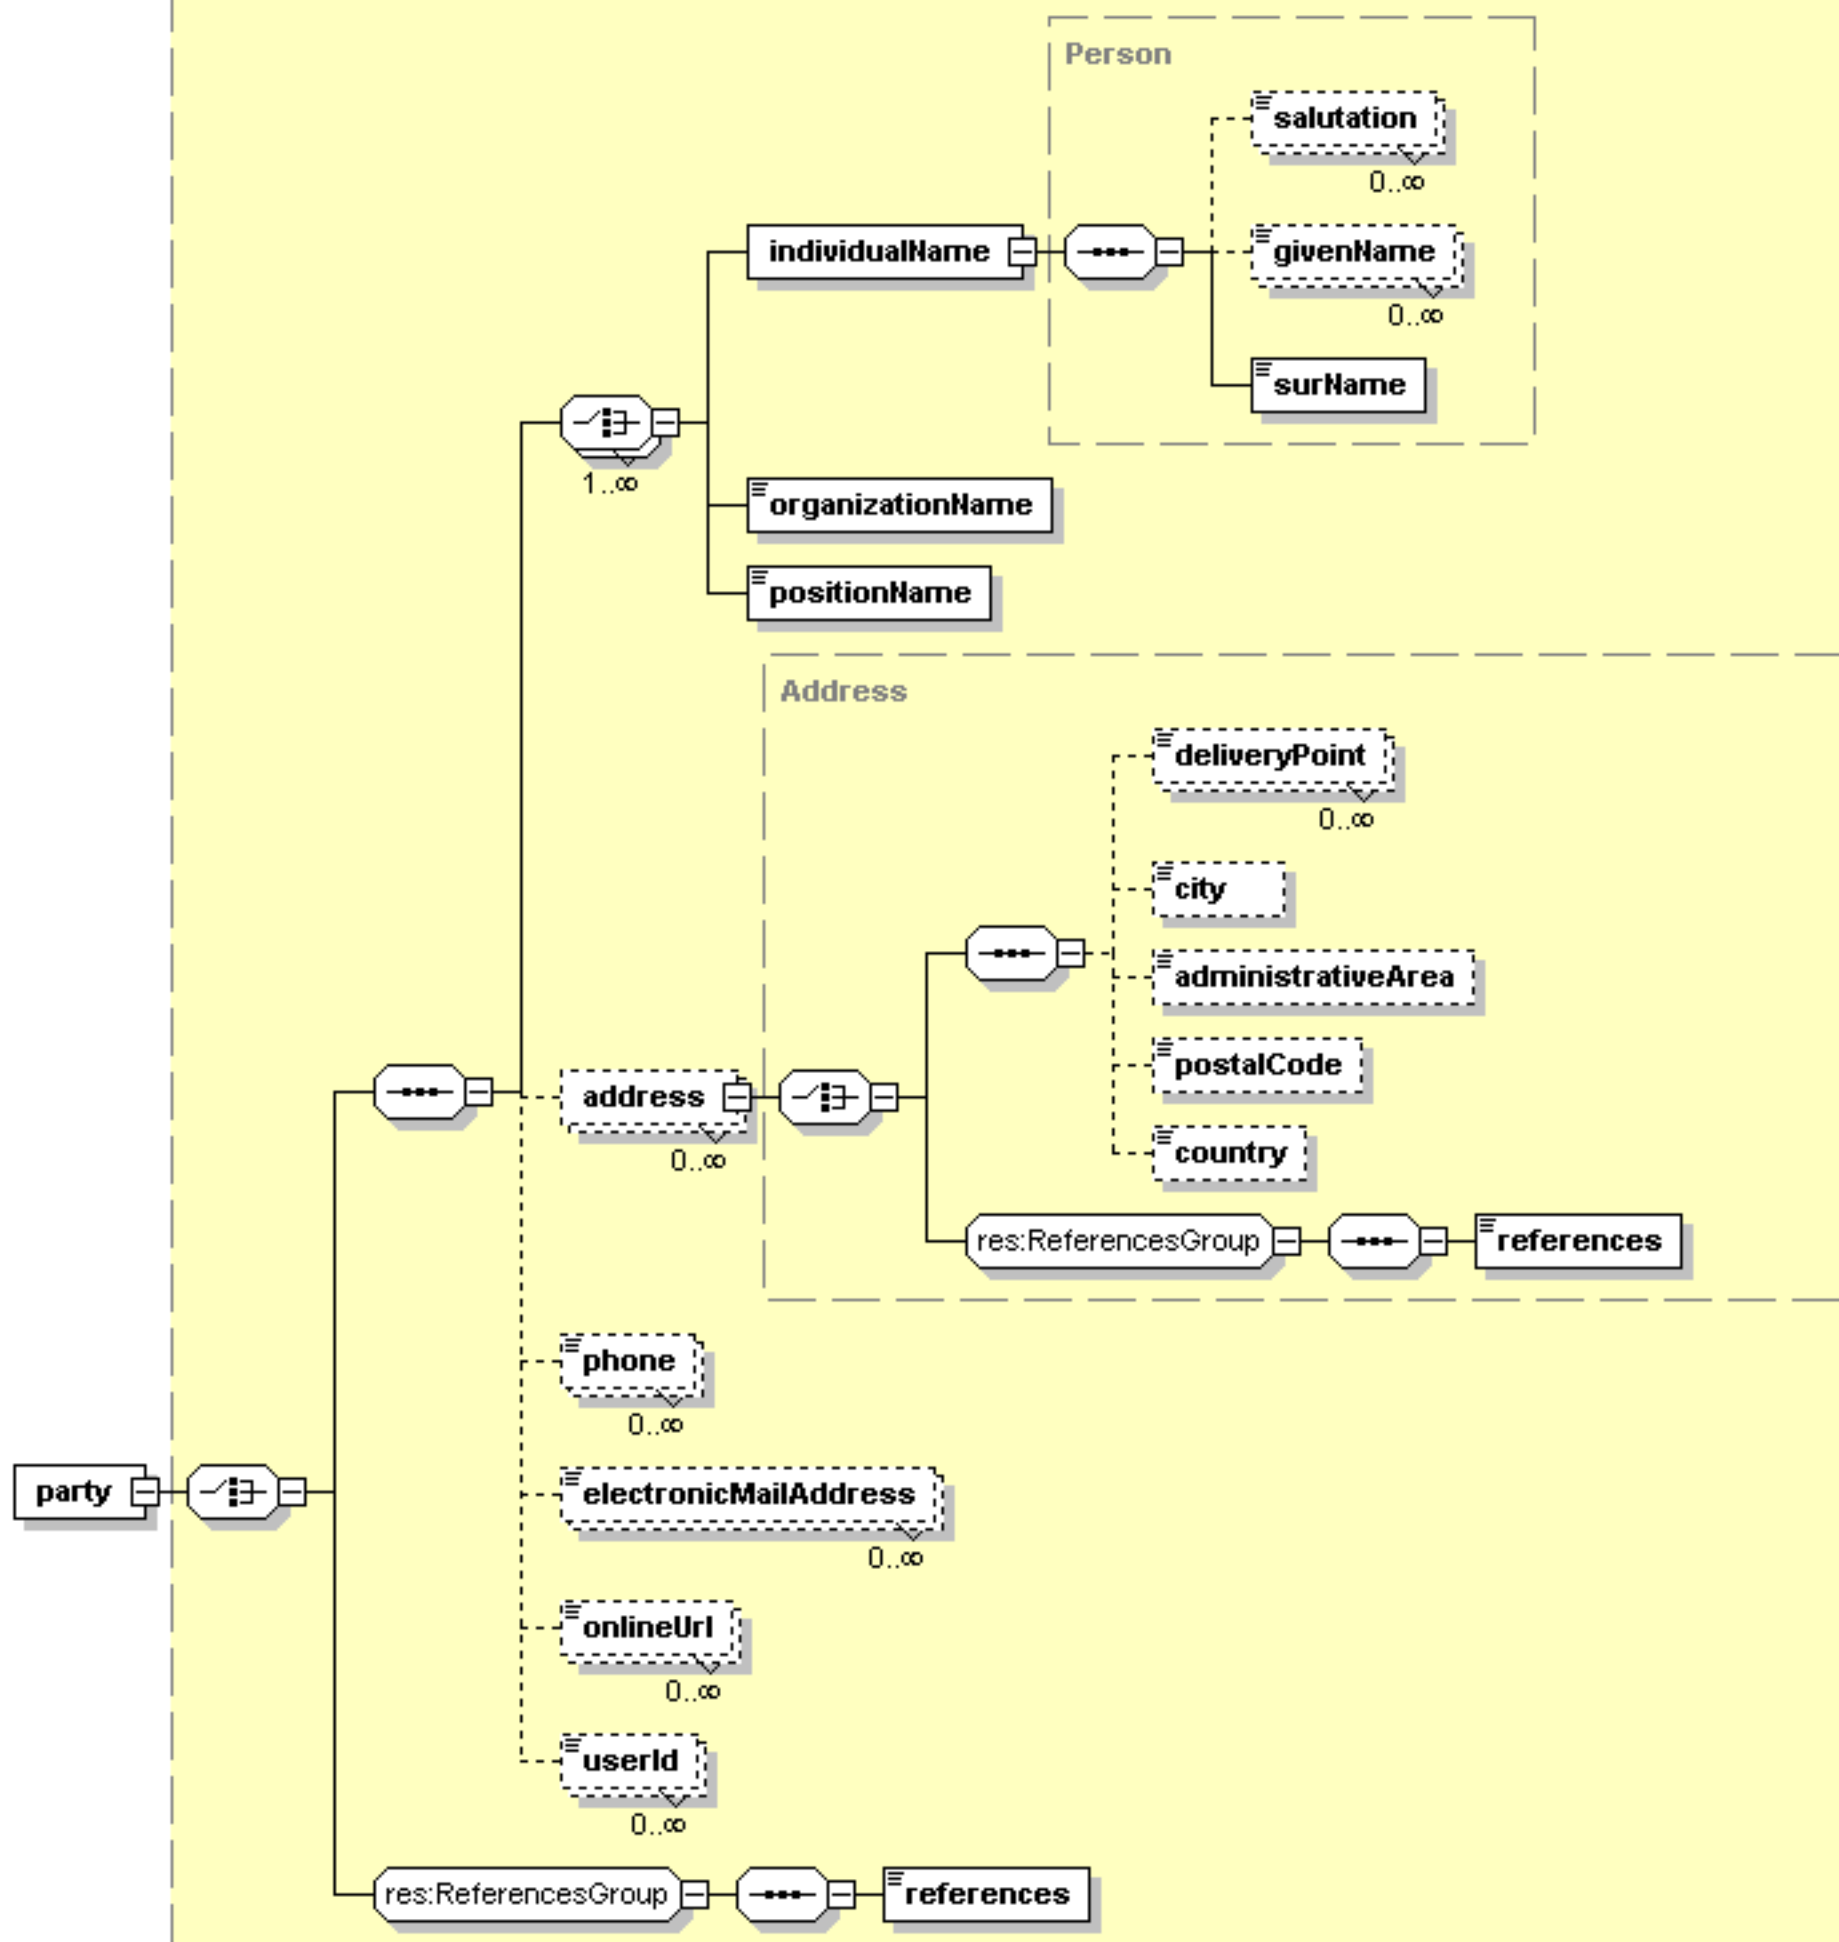 Person
salutation
0..∞
individualName
givenName
0..∞
surName
1..∞
organizationName
positionName
Address
deliveryPoint
0..∞
city
administrativeArea
postalCode
address
0..∞
country
res:ReferencesGroup
references
phone
0..∞
party
electronicMailAddress
0..∞
onlineUrl
0..∞
userId
0..∞
res:ReferencesGroup
references